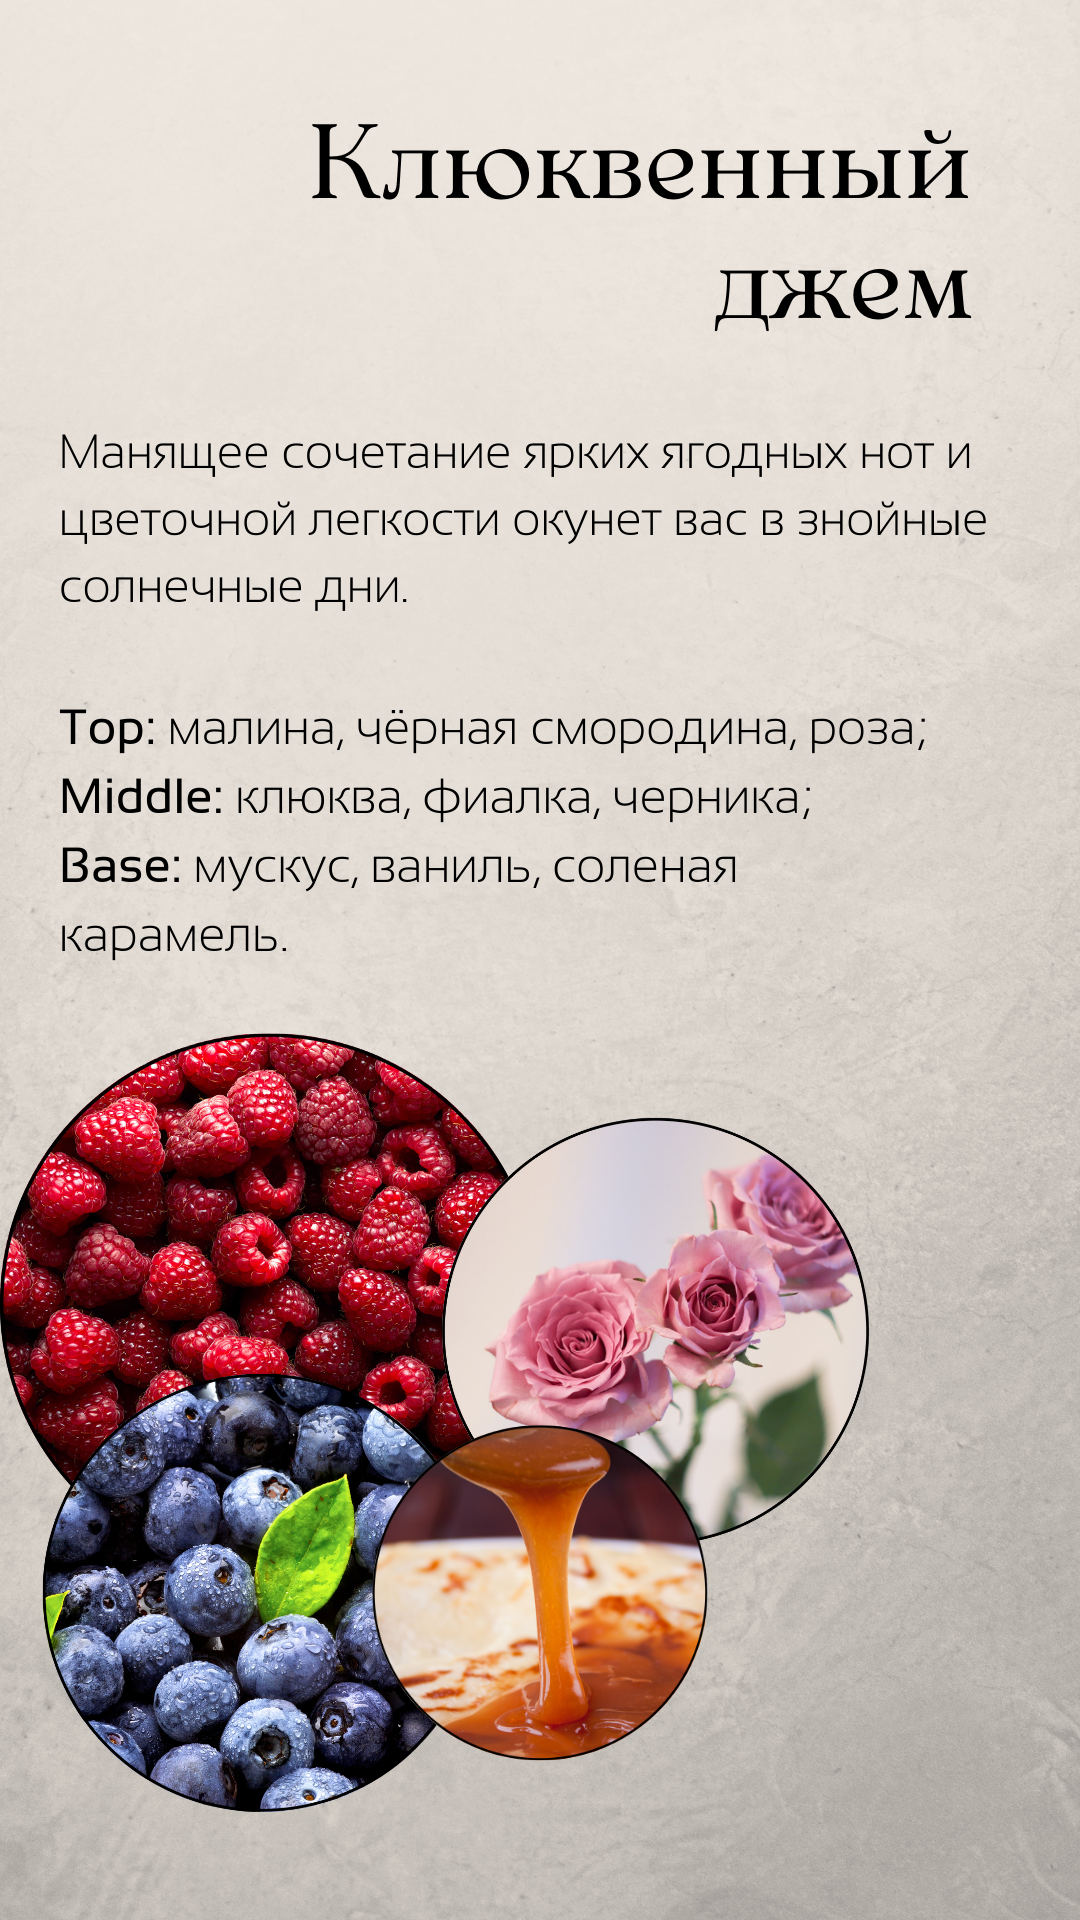 Клюквенный
джем
Манящее сочетание ярких ягодных нот и
цветочной легкости окунет вас в знойные
солнечные дни.
Top: малина, чёрная смородина, роза;
Middle: клюква, фиалка, черника;
Base: мускус, ваниль, соленая
карамель.